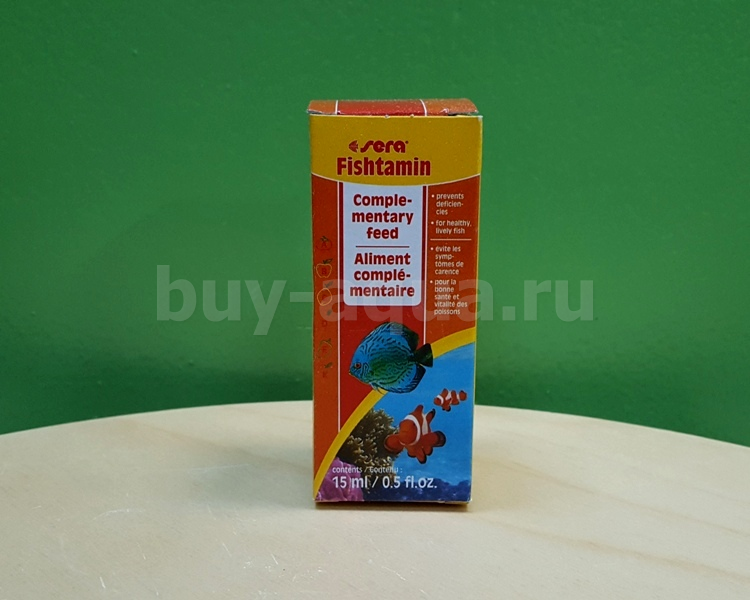 sera®
Fishtamin
Comple-
mentary
feed
Aliment
complé-
mentaire
• prevents
deficien-
cies
• for healthy,
lively fish
• évite les
symp-
tômes de
carence
• pour la
bonne
santé et
vitalité des
poissons
buy-aqua.ru
contents / contenu :
15 ml / 0.5 fl.oz.